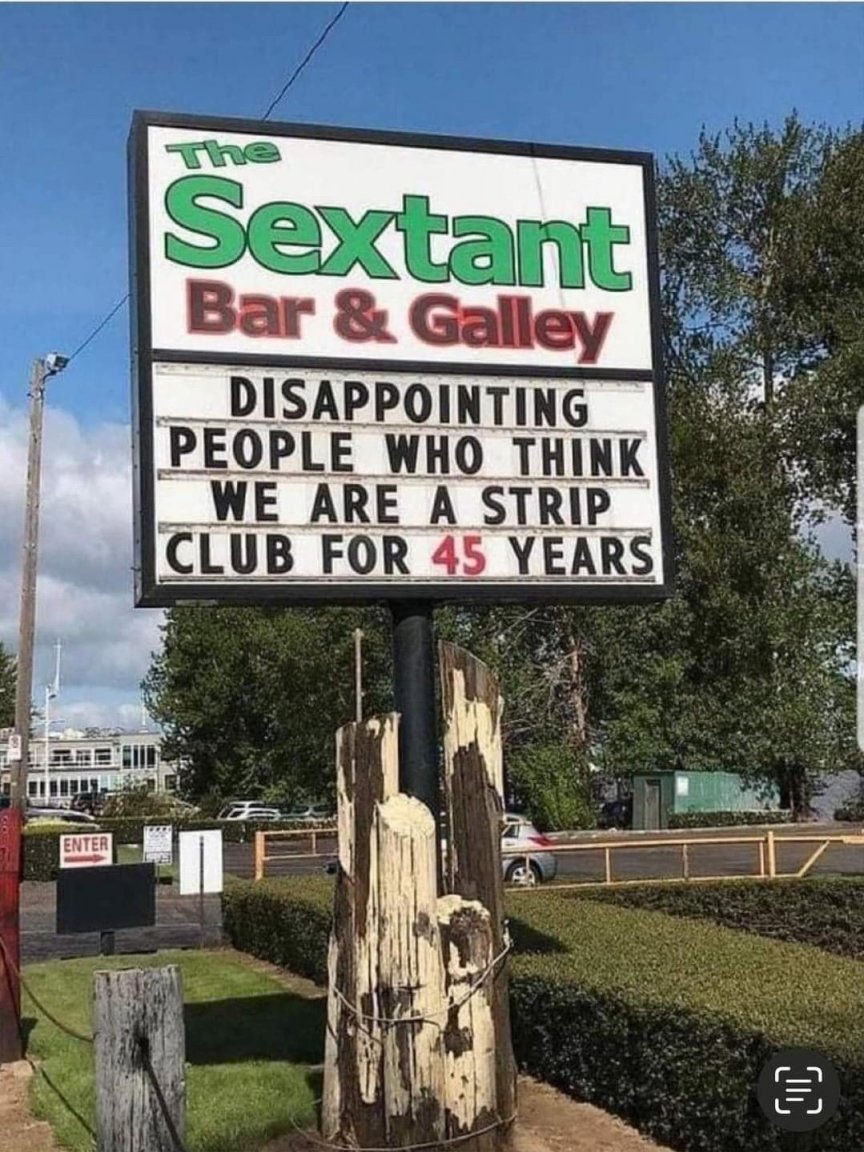 The
Sextant
Bar & Galley
DISAPPOINTING
PEOPLE WHO THINK
WE ARE A STRIP
CLUB FOR 45 YEARS
ENTER